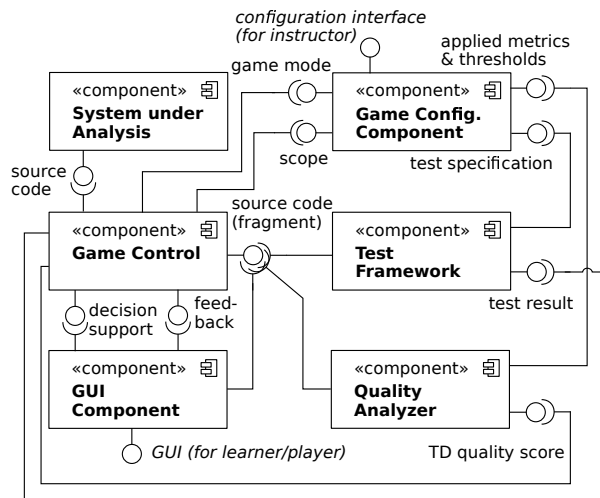 configuration interface
(for instructor)
applied metrics
& thresholds
game mode
«component»
System under
Analysis
«component»
Game Config.
Component
scope
test specification
source
code
source code
(fragment)
«component»
Game Control
«component»
Test
Framework
decision
support
feed-
back
test result
«component»
GUI
Component
«component»
Quality
Analyzer
GUI (for learner/player)
TD quality score